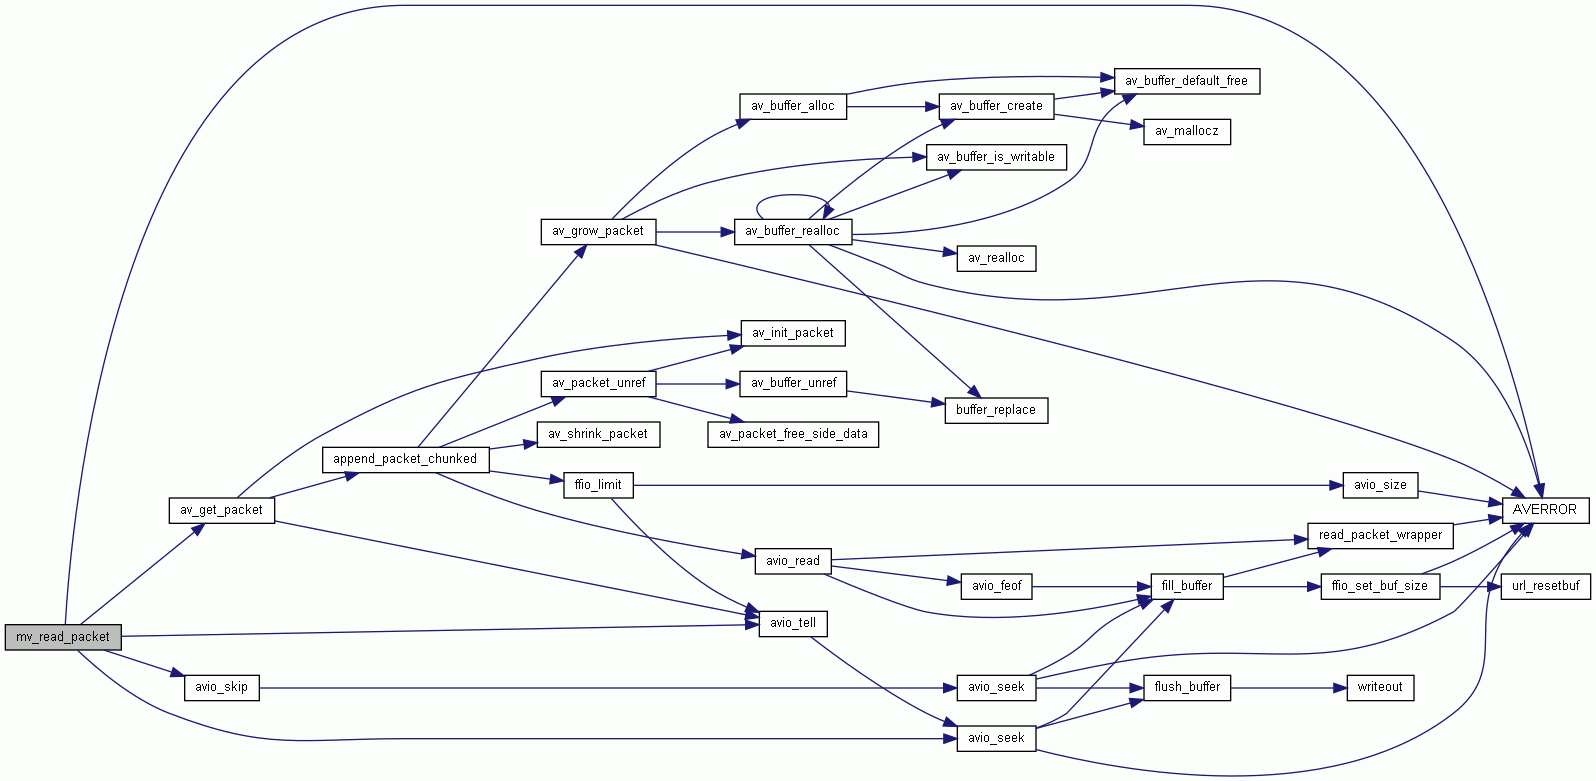 av_buffer_default_free
av_buffer_alloc
av_buffer_create
av_mallocz
av_buffer_is_writable
av_grow_packet
av_buffer_realloc
av_realloc
av_init_packet
av_packet_unref
av_buffer_unref
buffer_replace
av_shrink_packet
av_packet_free_side_data
append_packet_chunked
ffio_limit
avio_size
av_get_packet
AVERROR
read_packet_wrapper
avio_read
avio_feof
fill_buffer
ffio_set_buf_size
url_resetbuf
avio_tell
mv_read_packet
avio_skip
avio_seek
flush_buffer
writeout
avio_seek